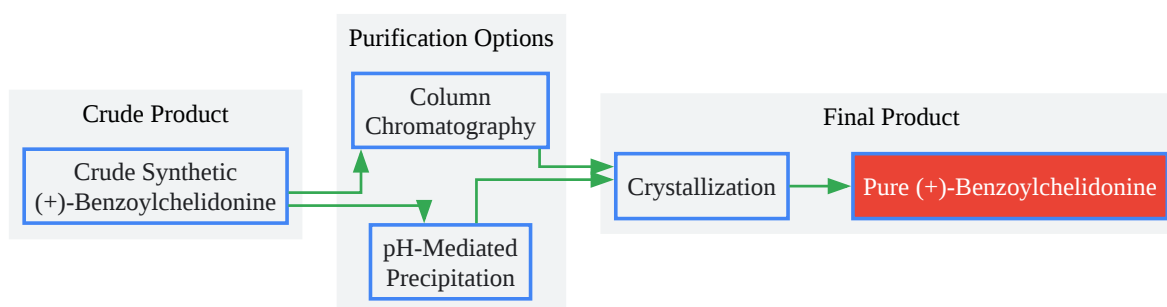 Crude Product
Crude Synthetic
(+)-Benzoylchelidonine
Purification Options
Column
Chromatography
pH-Mediated
Precipitation
Final Product
Crystallization
Pure (+)-Benzoylchelidonine